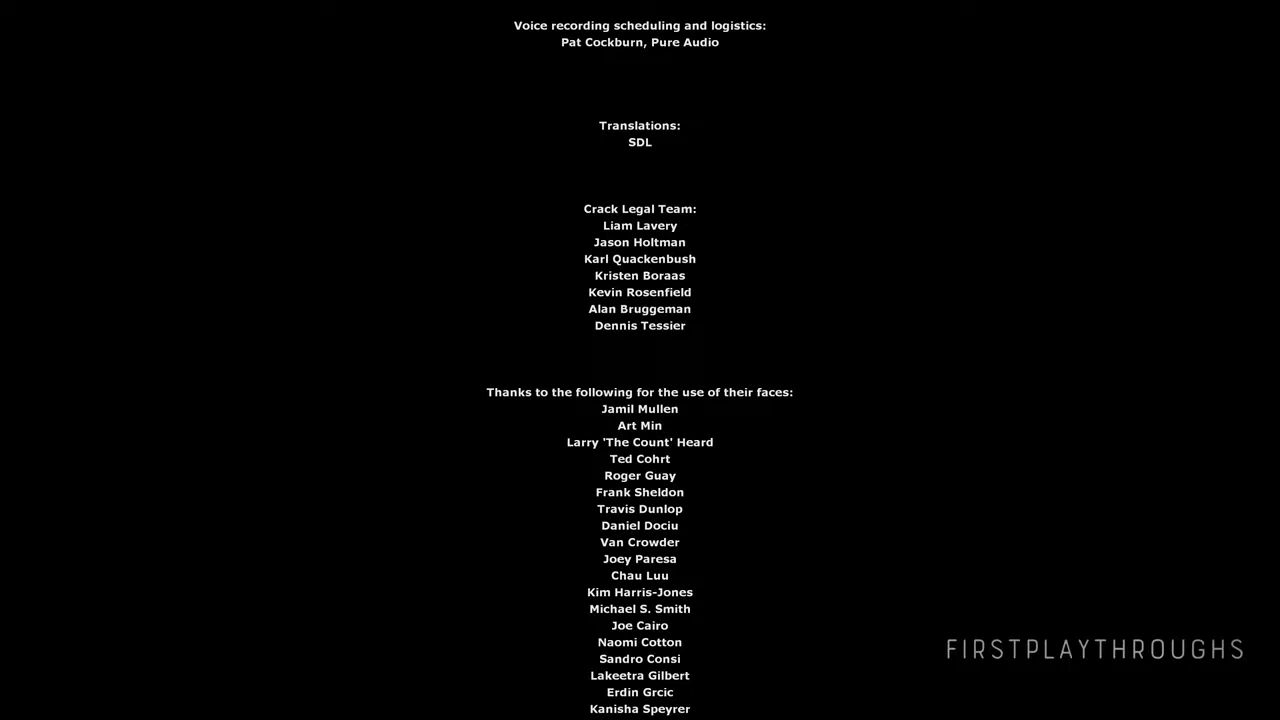 Voice recording scheduling and logistics:
Pat Cockburn, Pure Audio
Translations:
SDL
Crack Legal Team:
Liam Lavery
Jason Holtman
Karl Quackenbush
Kristen Boraas
Kevin Rosenfield
Alan Bruggeman
Dennis Tessier
Thanks to the following for the use of their faces:
Jamil Mullen
Art Min
Larry 'The Count' Heard
Ted Cohrt
Roger Guay
Frank Sheldon
Travis Dunlop
Daniel Dociu
Van Crowder
Joey Paresa
Chau Luu
Kim Harris-Jones
Michael S. Smith
Joe Cairo
Naomi Cotton
Sandro Consi
Lakeetra Gilbert
Erdin Grcic
Kanisha Speyrer
FIRSTPLAYTHROUGHS